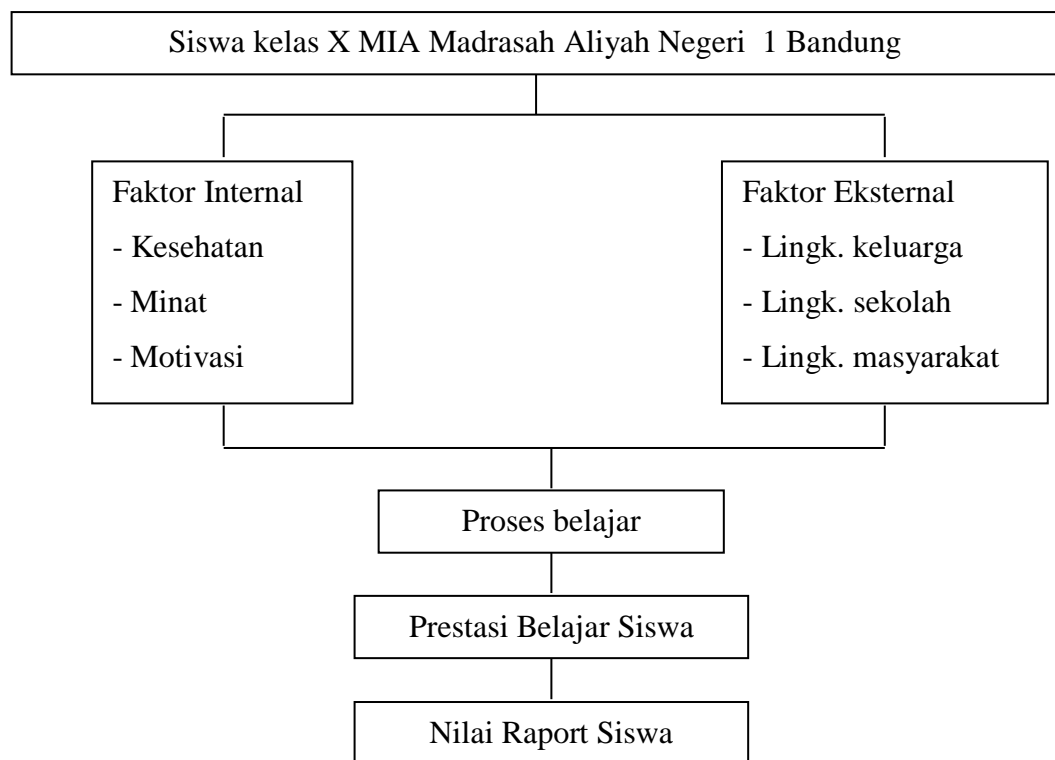 Siswa kelas X MIA Madrasah Aliyah Negeri  1 Bandung
Faktor Internal
- Kesehatan
- Minat
- Motivasi
Faktor Eksternal
- Lingk. keluarga
- Lingk. sekolah
- Lingk. masyarakat
Proses belajar
Prestasi Belajar Siswa
Nilai Raport Siswa